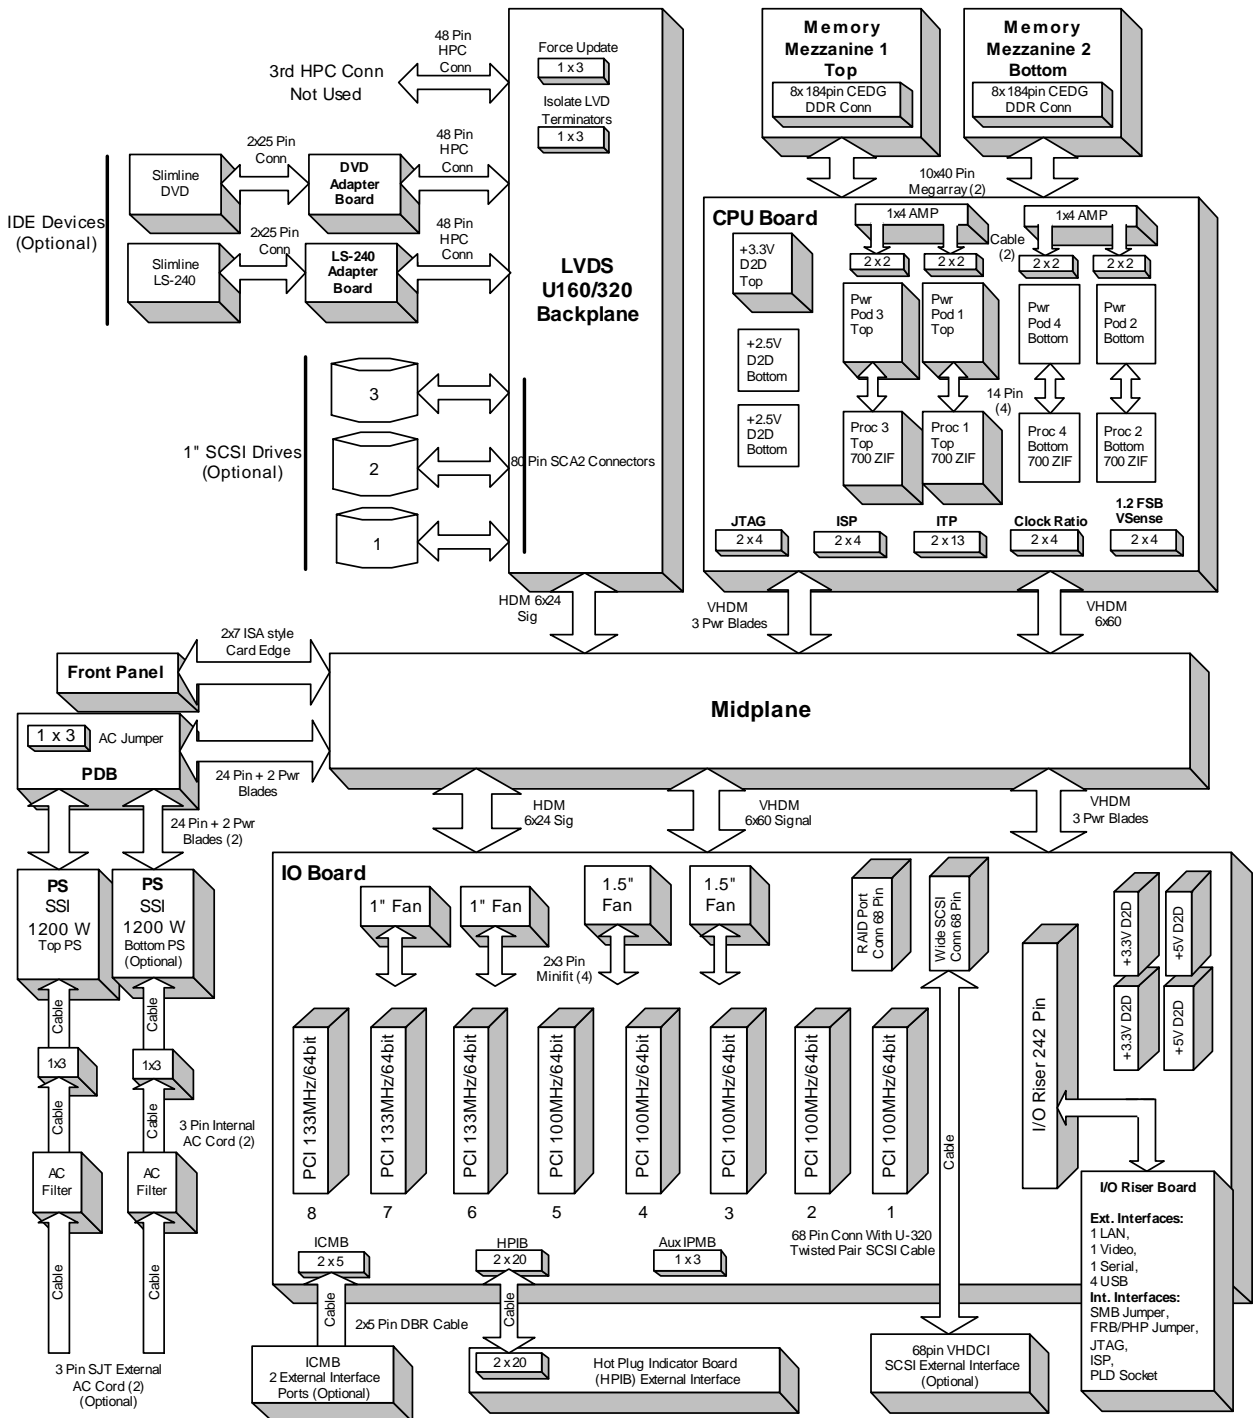 3rd HPC Conn
Not Used
48 Pin
HPC
Conn
Force Update
1 x 3
Isolate LVD
Terminators
1 x 3
LVDS
U160/320
Backplane
IDE Devices
(Optional)
Slimline
DVD
2x25 Pin
Conn
DVD
Adapter
Board
48 Pin
HPC
Conn
Slimline
LS-240
2x25 Pin
Conn
LS-240
Adapter
Board
48 Pin
HPC
Conn
1" SCSI Drives
(Optional)
3
2
1
80 Pin SCA2 Connectors
HDM 6x24
Sig
Memory
Mezzanine 1
Top
8x 184pin CEDG
DDR Conn
Memory
Mezzanine 2
Bottom
8x 184pin CEDG
DDR Conn
10x40 Pin
Megarray (2)
CPU Board
+3.3V
D2D
Top
+2.5V
D2D
Bottom
+2.5V
D2D
Bottom
1x4 AMP
1x4 AMP
Cable
(2)
2 x 2
2 x 2
2 x 2
2 x 2
Pwr
Pod 3
Top
Pwr
Pod 1
Top
Pwr
Pod 4
Bottom
Pwr
Pod 2
Bottom
14 Pin
(4)
Proc 3
Top
700 ZIF
Proc 1
Top
700 ZIF
Proc 4
Bottom
700 ZIF
Proc 2
Bottom
700 ZIF
JTAG
2 x 4
ISP
2 x 4
ITP
2 x 13
Clock Ratio
2 x 4
1.2 FSB
VSense
2 x 4
VHDM
3 Pwr Blades
VHDM
6x60
2x7 ISA style
Card Edge
Front Panel
Midplane
1 x 3
AC Jumper
PDB
24 Pin + 2 Pwr
Blades
24 Pin + 2 Pwr
Blades (2)
HDM
6x24 Sig
VHDM
6x60 Signal
VHDM
3 Pwr Blades
PS
SSI
1200 W
Top PS
PS
SSI
1200 W
Bottom PS
(Optional)
Cable
Cable
1x3
1x3
Cable
Cable
3 Pin Internal
AC Cord (2)
AC
Filter
AC
Filter
Cable
Cable
3 Pin SJT External
AC Cord (2)
(Optional)
IO Board
1" Fan
1" Fan
1.5"
Fan
1.5"
Fan
2x3 Pin
Minifit (4)
RAID Port
Conn 68 Pin
Wide SCSI
Conn 68 Pin
+3.3V D2D
+5V D2D
+3.3V D2D
+5V D2D
I/O Riser 242 Pin
PCI 133MHz/64bit
PCI 133MHz/64bit
PCI 133MHz/64bit
PCI 100MHz/64bit
PCI 100MHz/64bit
PCI 100MHz/64bit
PCI 100MHz/64bit
PCI 100MHz/64bit
8
7
6
5
4
3
2
1
Cable
68 Pin Conn With U-320
Twisted Pair SCSI Cable
ICMB
2 x 5
HPIB
2 x 20
Aux IPMB
1 x 3
Cable
2x5 Pin DBR Cable
Cable
ICMB
2 External Interface
Ports (Optional)
2 x 20
Hot Plug Indicator Board
(HPIB) External Interface
68pin VHDCI
SCSI External Interface
(Optional)
I/O Riser Board
Ext. Interfaces:
1 LAN,
1 Video,
1 Serial,
4 USB
Int. Interfaces:
SMB Jumper,
FRB/PHP Jumper,
JTAG,
ISP,
PLD Socket